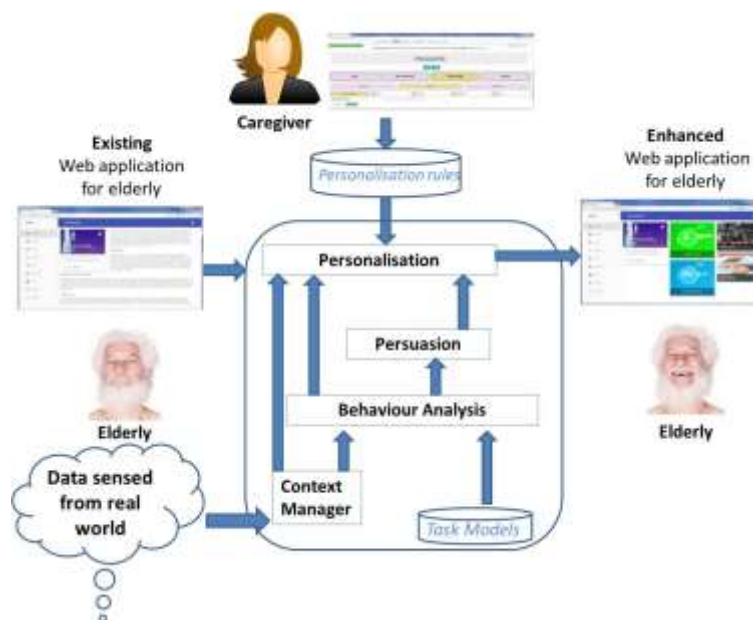 Caregiver
Existing
Web application
for elderly
Personalisation rules
Enhanced
Web application
for elderly
Personalisation
Persuasion
Behaviour Analysis
Elderly
Elderly
Data sensed
from real
world
Context
Manager
Task Models